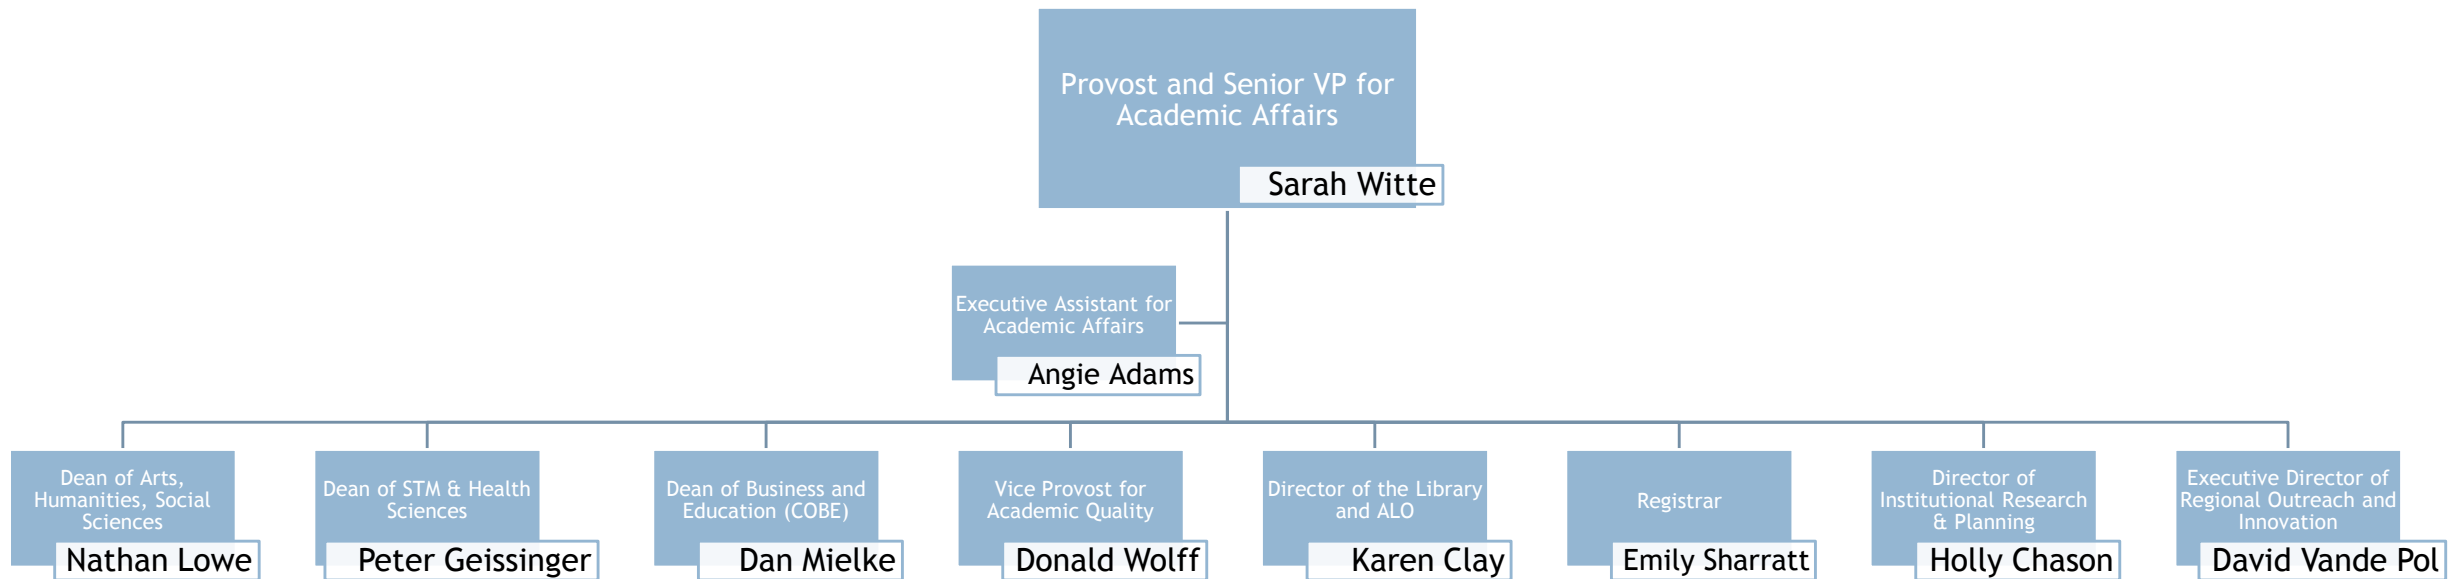 Provost and Senior VP for
Academic Affairs
Sarah Witte
Executive Assistant for
Academic Affairs
Angie Adams
Dean of Arts,
Humanities, Social
Sciences
Nathan Lowe
Dean of STM & Health
Sciences
Peter Geissinger
Dean of Business and
Education (COBE)
Dan Mielke
Vice Provost for
Academic Quality
Donald Wolff
Director of the Library
and ALO
Karen Clay
Registrar
Emily Sharratt
Director of
Institutional Research
& Planning
Holly Chason
Executive Director of
Regional Outreach and
Innovation
David Vande Pol